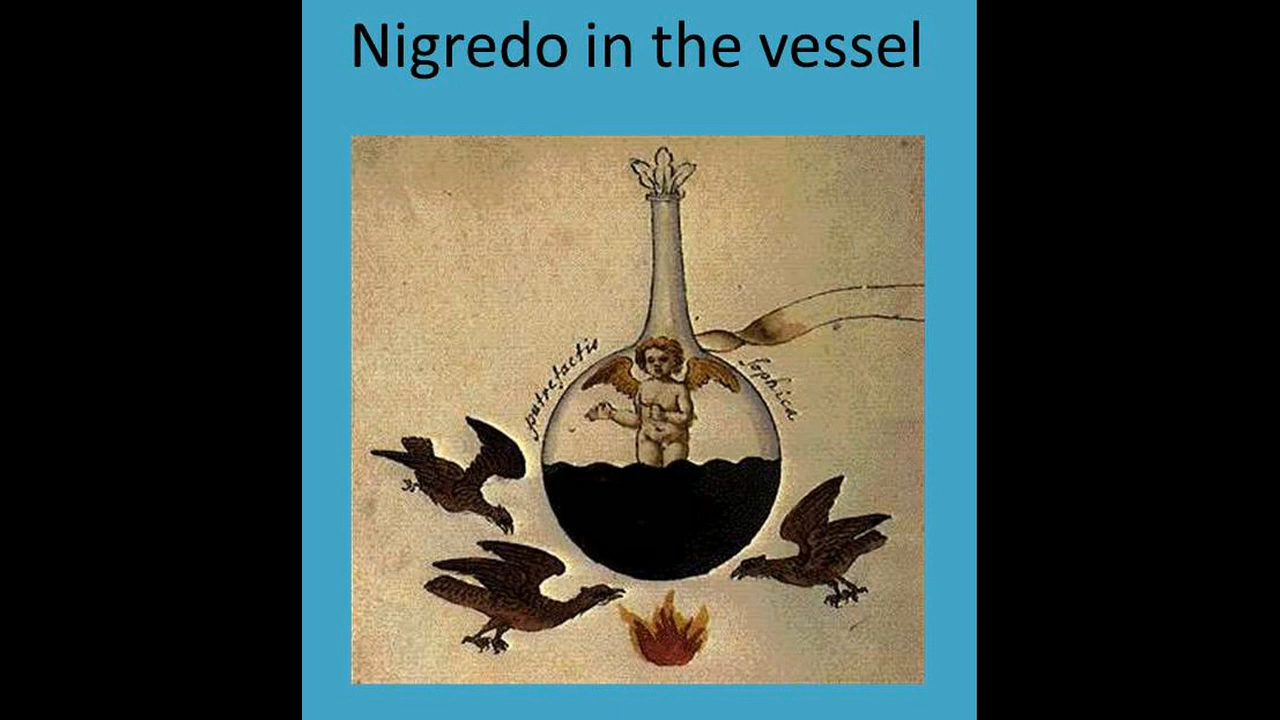 Nigredo in the vessel
putrefactio
sophica